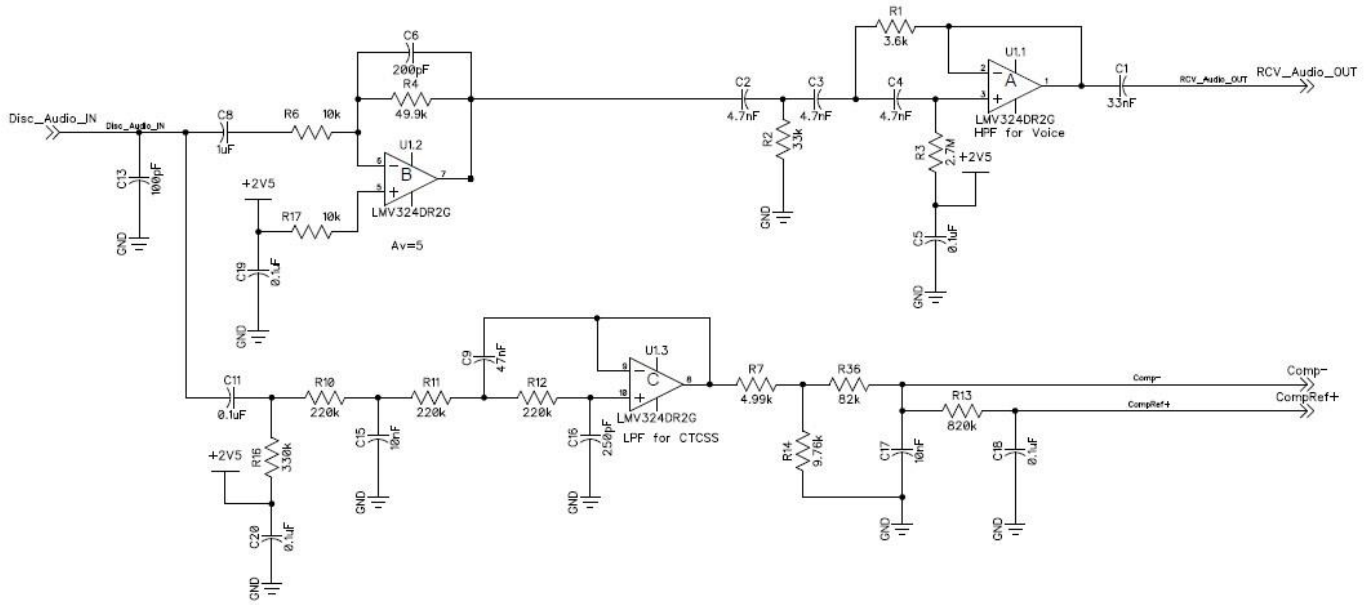 R1
3.6k
C6
200pF
R4
49.9k
U1.1
2
A
3
1
C1
33nF
RCV_Audio_OUT
RCV_Audio_OUT
LMV324DR2G
HPF for Voice
C2
4.7nF
C3
4.7nF
C4
4.7nF
R2
33k
R3
2.7M
+2V5
C5
0.1uF
GND
GND
Disc_Audio_IN
Disc_Audio_IN
C8
1uF
R6
10k
U1.2
6
B
5
7
LMV324DR2G
Av=5
C13
100pF
GND
+2V5
R17
10k
C19
0.1uF
GND
C11
0.1uF
R10
220k
R11
220k
R12
220k
C9
47nF
U1.3
9
C
10
8
LMV324DR2G
LPF for CTCSS
R16
330k
+2V5
C20
0.1uF
GND
C15
10nF
GND
C16
250pF
GND
R7
4.99k
R36
82k
R14
9.76k
Comp-
Comp-
CompRef+
CompRef+
R13
820k
C17
10nF
GND
C18
0.1uF
GND